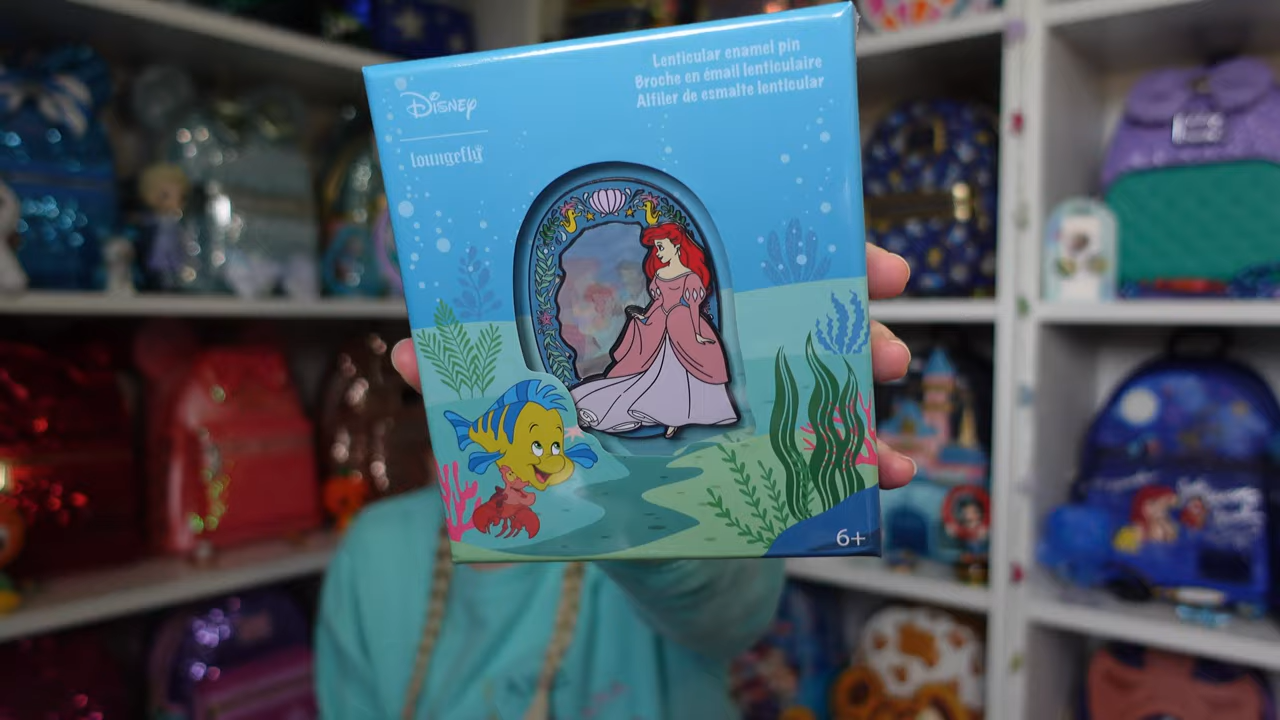 Disney
loungefly
Lenticular enamel pin
Broche en émail lenticulaire
Alfiler de esmalte lenticular
6+